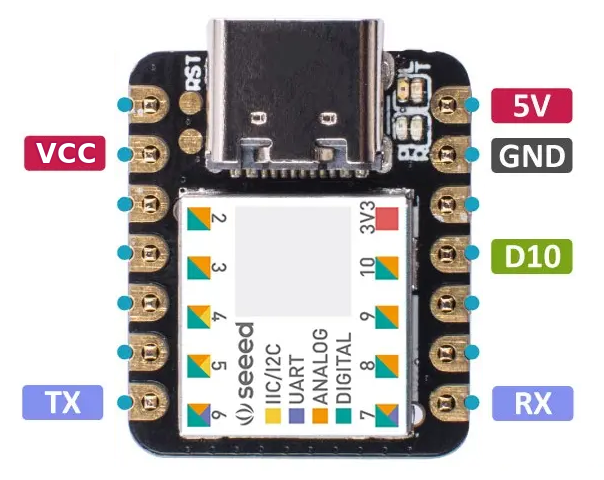 RST
L
T
5V
VCC
GND
2
3V3
3
10
D10
4
9
5
8
6
7
seeed
IIC/I2C
UART
ANALOG
DIGITAL
TX
RX